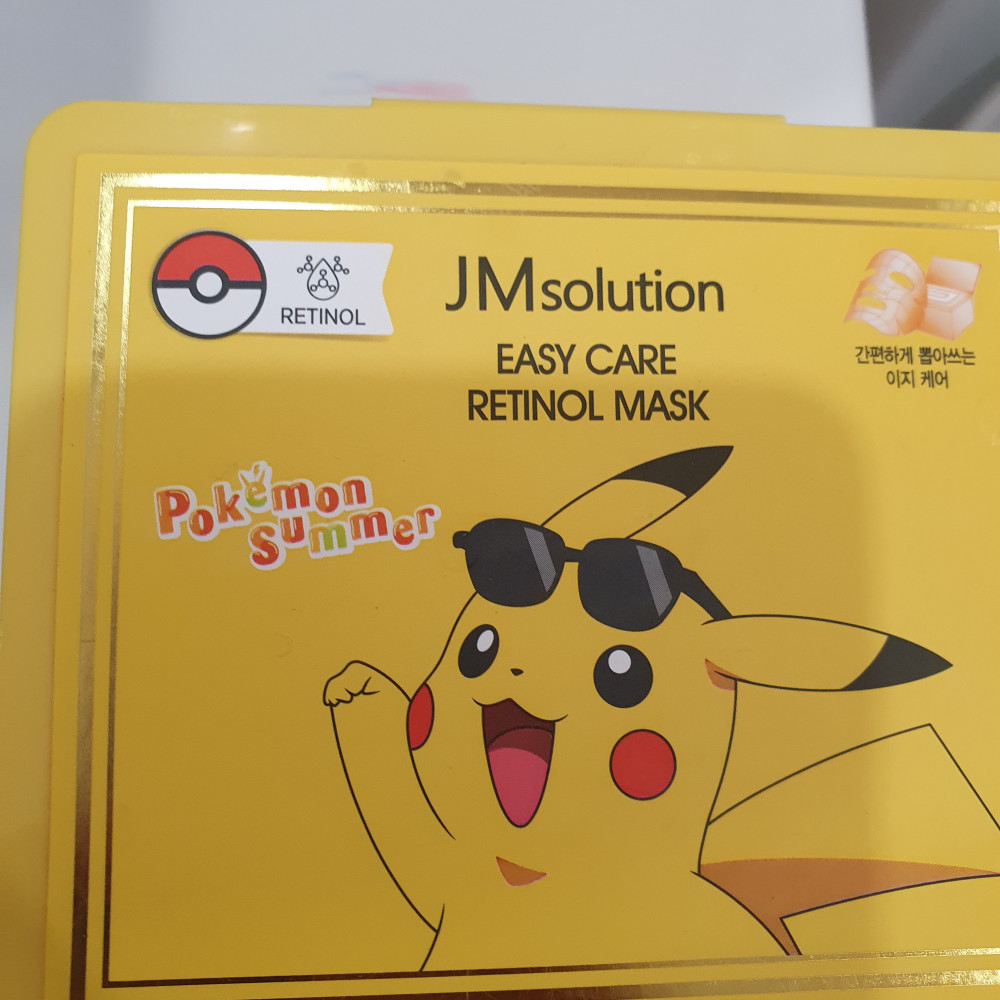 RETINOL
JMsolution
EASY CARE
RETINOL MASK
간편하게 뽑아쓰는
이지 케어
Pokémon
Summer